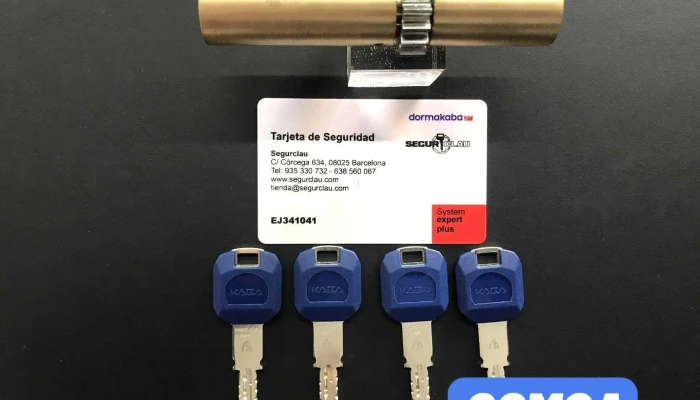 dormakaba
Tarjeta de Seguridad
SEGURCLAU
Segurclau
C/ Córcega 634, 08025 Barcelona
Tel: 935 330 732 - 638 560 067
www.segurclau.com
tienda@segurclau.com
EJ341041
System
expert
plus
KABA
KABA
KABA
KABA